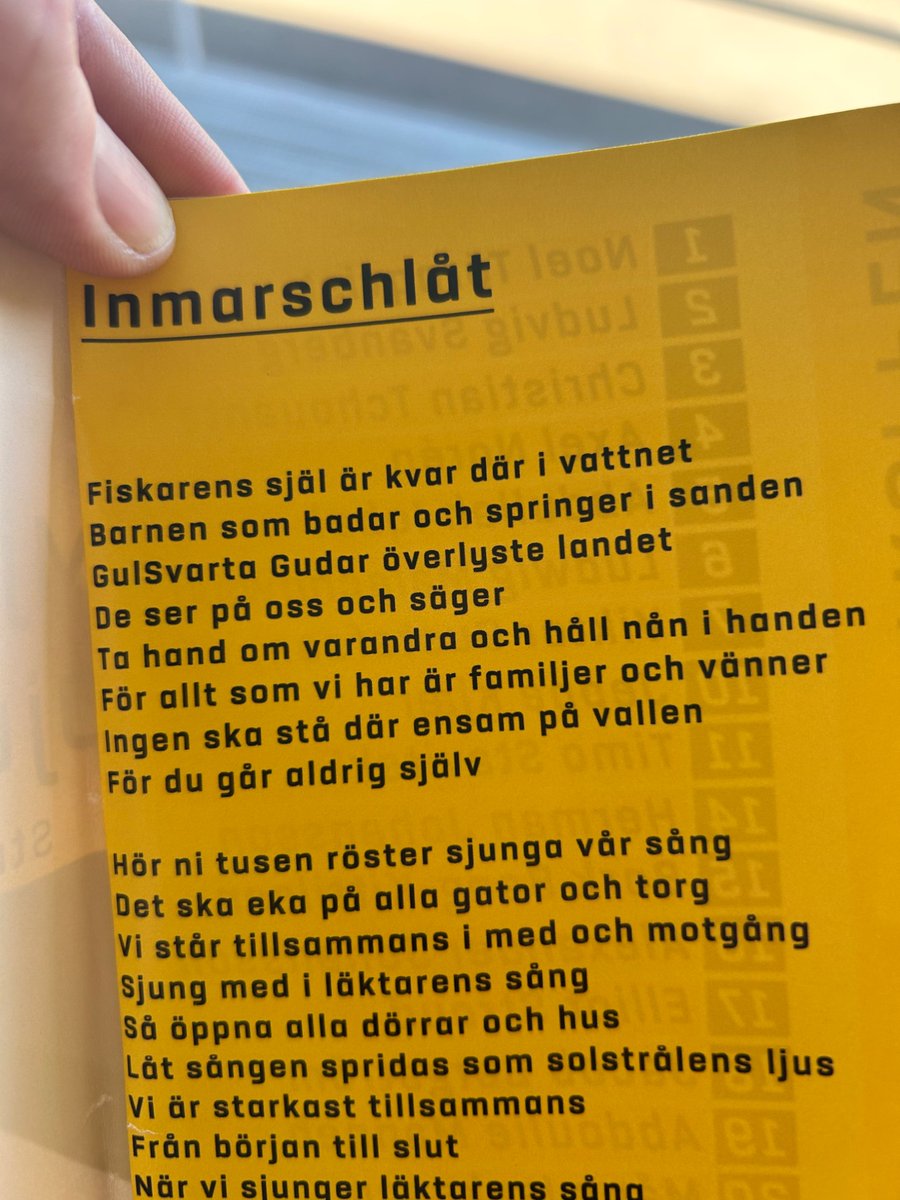 Inmarschlåt
Fiskarens själ är kvar där i vattnet
Barnen som badar och springer i sanden
GulSvarta Gudar överlyste landet
De ser på oss och säger
Ta hand om varandra och håll nån i handen
För allt som vi har är familjer och vänner
Ingen ska stå där ensam på vallen
För du går aldrig själv
Hör ni tusen röster sjunga vår sång
Det ska eka på alla gator och torg
Vi står tillsammans i med och motgång
Sjung med i läktarens sång
Så öppna alla dörrar och hus
Låt sången spridas som solstrålens ljus
Vi är starkast tillsammans
Från början till slut
När vi sjunger läktarens sång